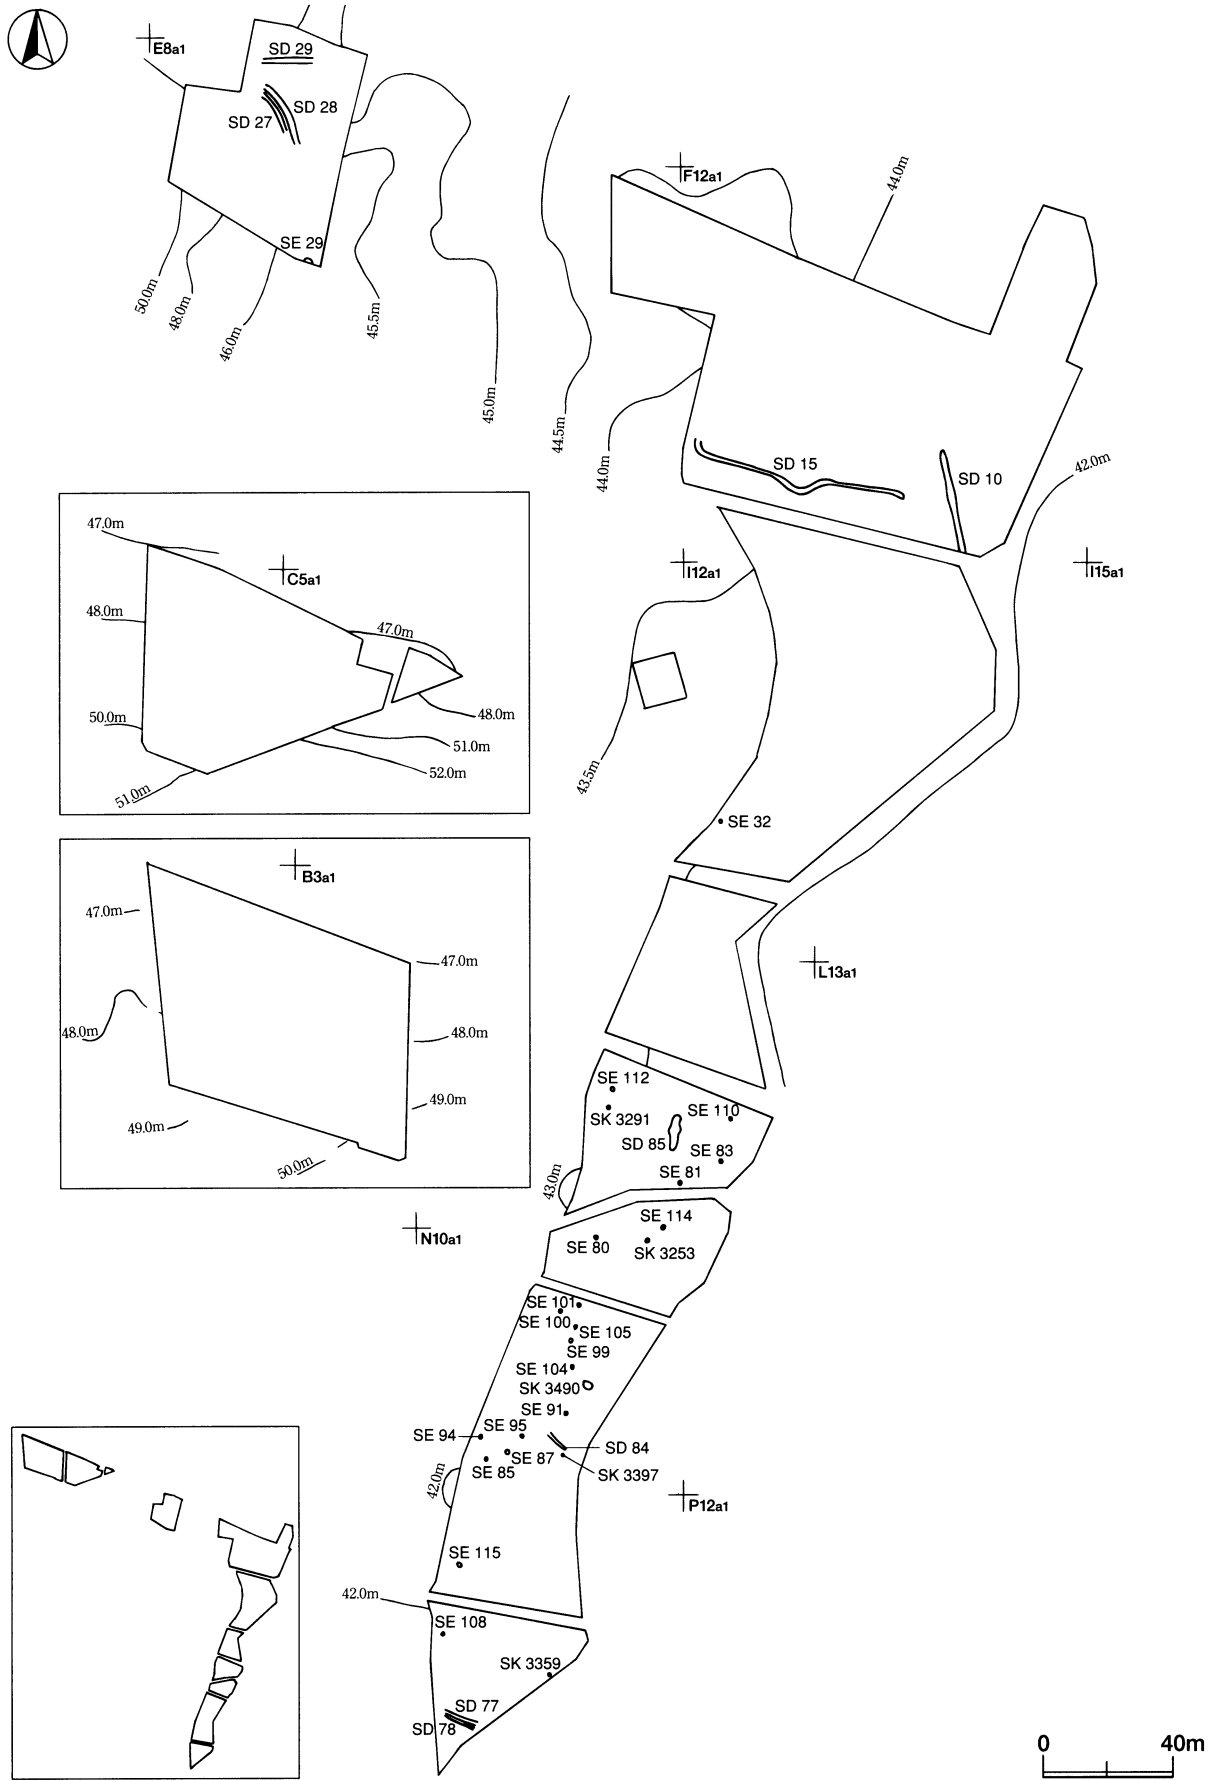 E8a1
SD 29
SD 28
SD 27
SE 29
50.0m
48.0m
46.0m
45.5m
45.0m
44.5m
44.0m
F12a1
44.0m
SD 15
SD 10
42.0m
I12a1
I15a1
43.5m
SE 32
47.0m
C5a1
48.0m
47.0m
50.0m
48.0m
51.0m
52.0m
51.0m
B3a1
47.0m
47.0m
48.0m
48.0m
49.0m
49.0m
50.0m
L13a1
SE 112
SK 3291
SE 110
SD 85
SE 83
SE 81
43.0m
N10a1
SE 114
SE 80
SK 3253
SE 101
SE 100
SE 105
SE 99
SE 104
SK 3490
SE 91
SE 94
SE 95
SD 84
SE 87
SE 85
SK 3397
42.0m
P12a1
SE 115
42.0m
SE 108
SK 3359
SD 77
SD 78
0 40m